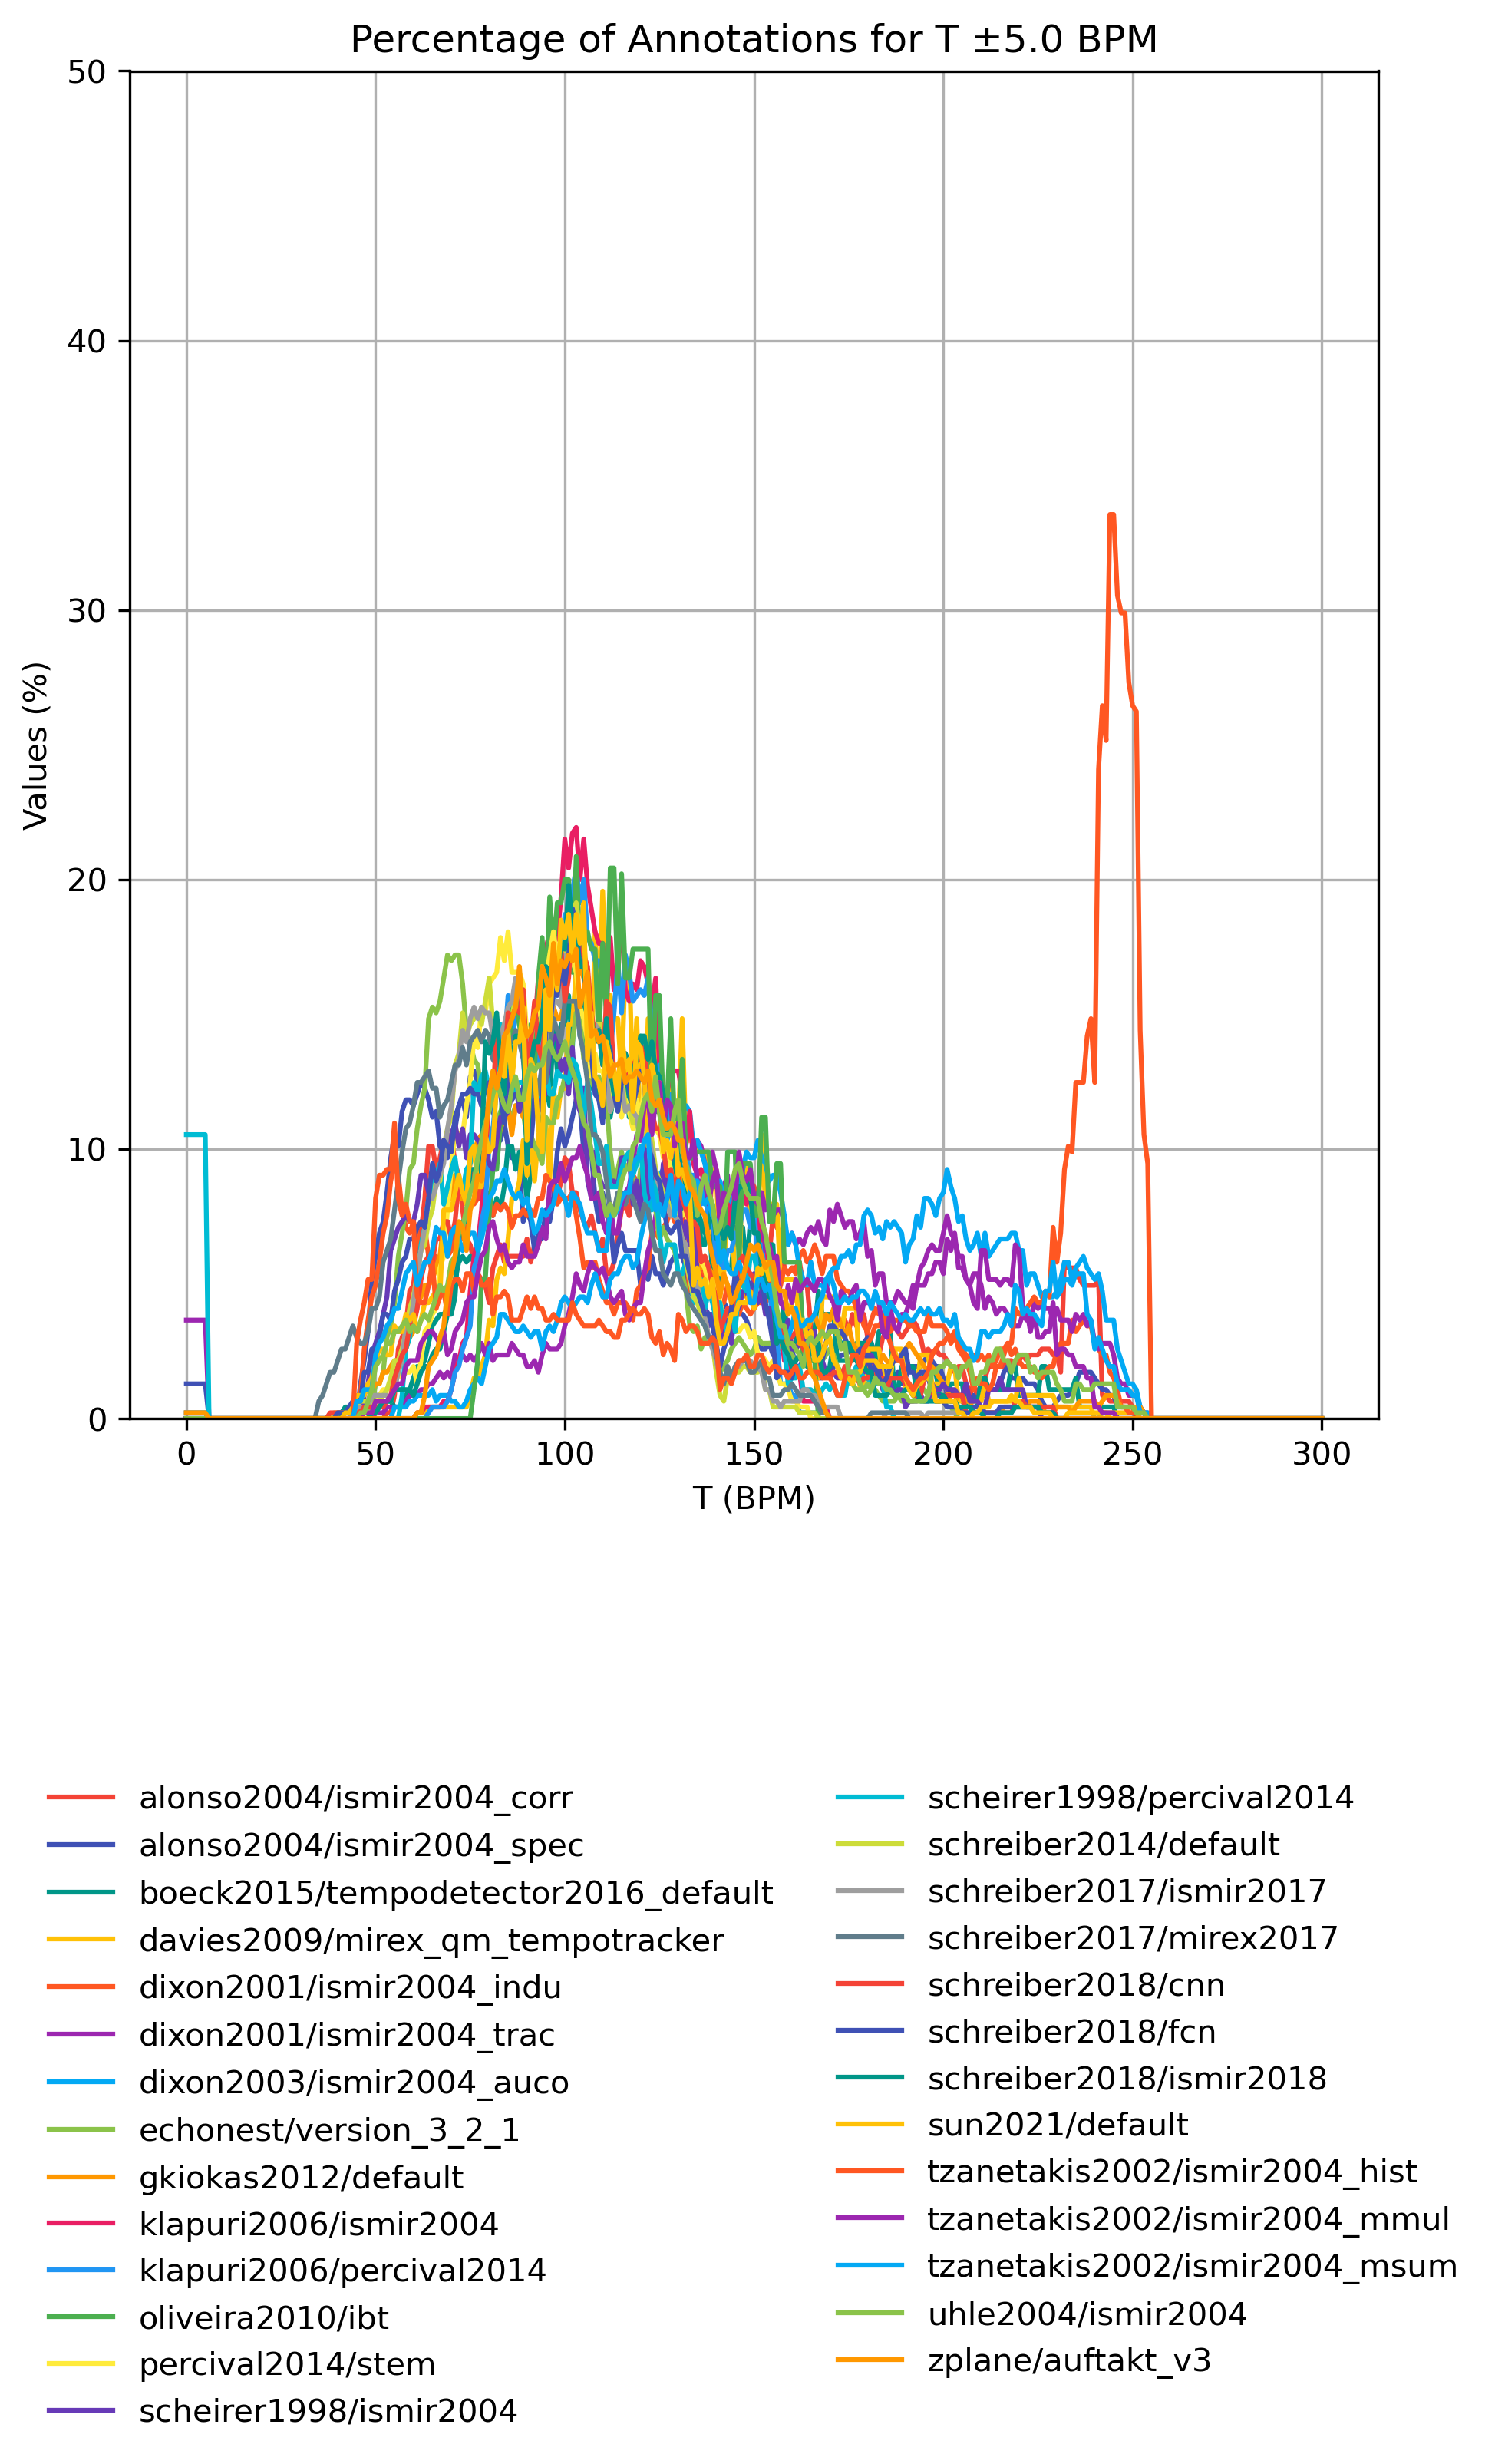 Percentage of Annotations for T ±5.0 BPM
50
40
30
20
10
0
Values (%)
0 50 100 150 200 250 300
T (BPM)
alonso2004/ismir2004_corr
alonso2004/ismir2004_spec
boeck2015/tempodetector2016_default
davies2009/mirex_qm_tempotracker
dixon2001/ismir2004_indu
dixon2001/ismir2004_trac
dixon2003/ismir2004_auco
echonest/version_3_2_1
gkiokas2012/default
klapuri2006/ismir2004
klapuri2006/percival2014
oliveira2010/ibt
percival2014/stem
scheirer1998/ismir2004
scheirer1998/percival2014
schreiber2014/default
schreiber2017/ismir2017
schreiber2017/mirex2017
schreiber2018/cnn
schreiber2018/fcn
schreiber2018/ismir2018
sun2021/default
tzanetakis2002/ismir2004_hist
tzanetakis2002/ismir2004_mmul
tzanetakis2002/ismir2004_msum
uhle2004/ismir2004
zplane/auftakt_v3